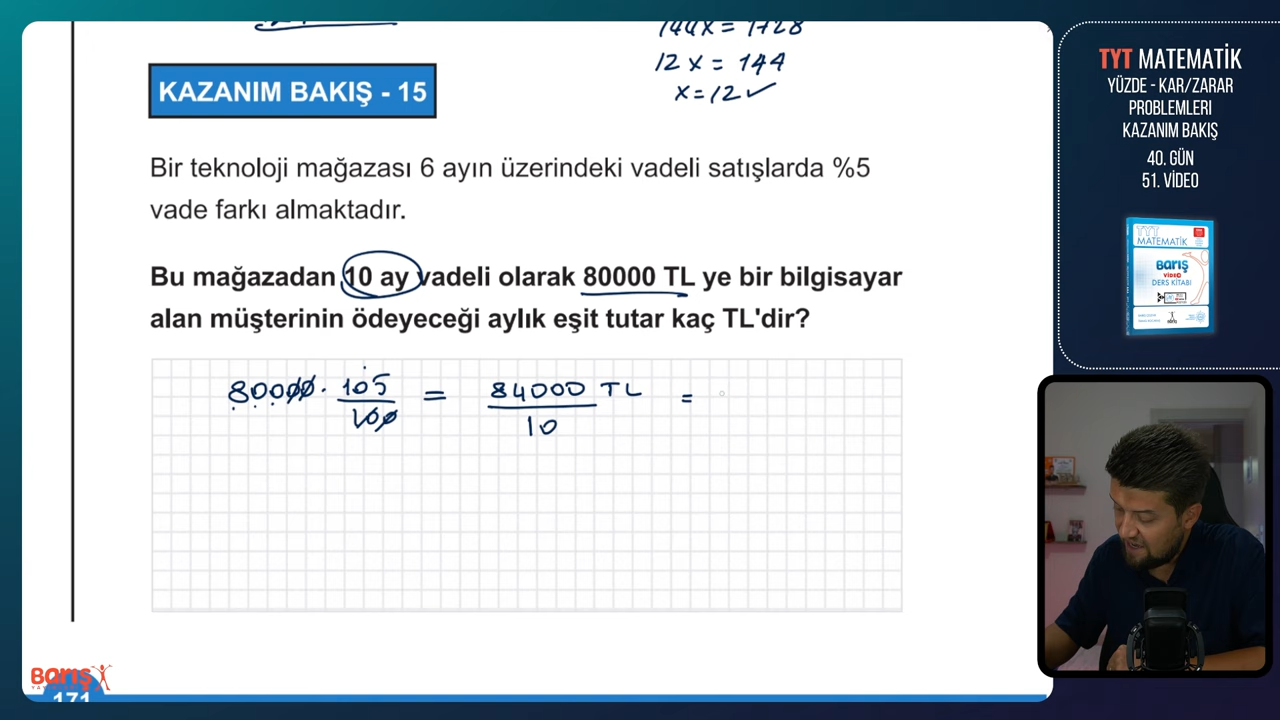 144x = 1728
12x = 144
x = 12 ✓
KAZANIM BAKIŞ - 15
Bir teknoloji mağazası 6 ayın üzerindeki vadeli satışlarda %5
vade farkı almaktadır.
Bu mağazadan 10 ay vadeli olarak 80000 TL ye bir bilgisayar
alan müşterinin ödeyeceği aylık eşit tutar kaç TL'dir?
80000 · 105/100 = 84000 TL/10 =
BARIŞ
171
TYT MATEMATİK
YÜZDE - KAR/ZARAR
PROBLEMLERI
KAZANIM BAKIŞ
40. GÜN
51. VİDEO
TYT
MATEMATİK
BARIŞ
VİDEO
DERS KİTABI